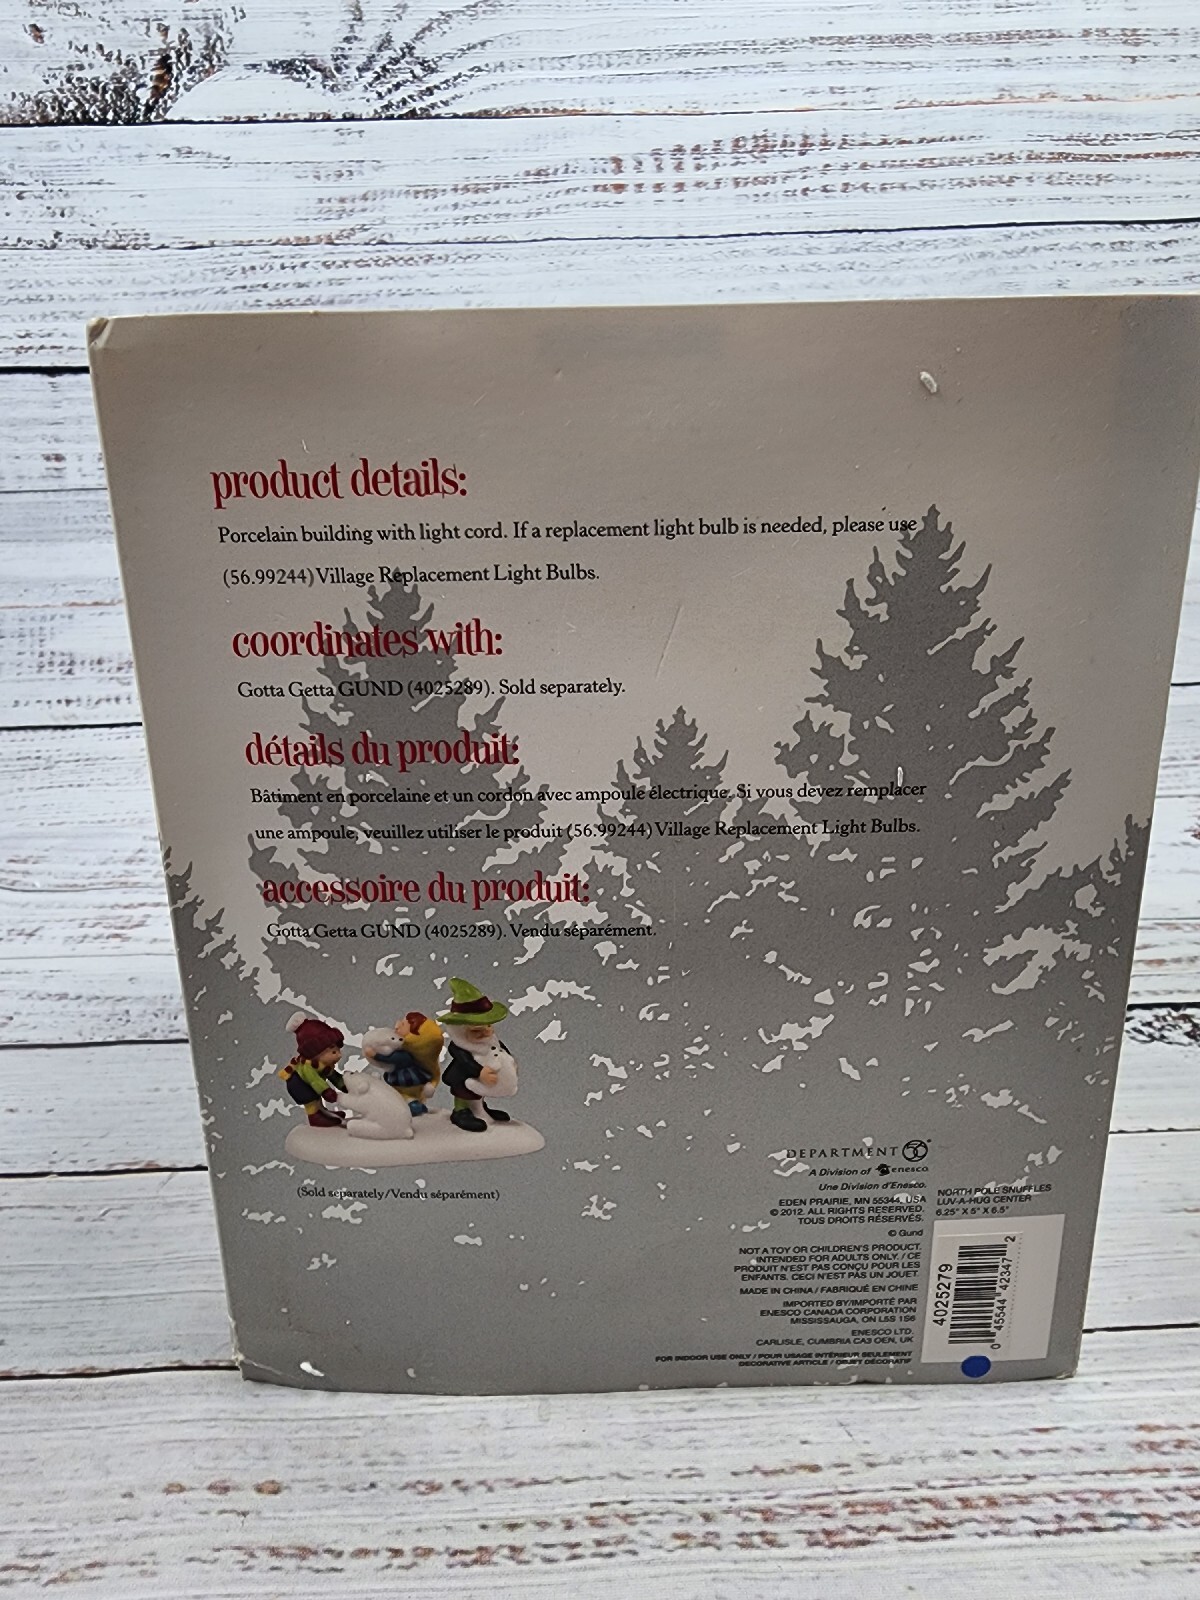 product details:
Porcelain building with light cord. If a replacement light bulb is needed, please use
(56.99244) Village Replacement Light Bulbs.
coordinates with:
Gotta Getta GUND (4025289). Sold separately.
détails du produit:
Bâtiment en porcelaine et un cordon avec ampoule électrique. Si vous devez remplacer
une ampoule, veuillez utiliser le produit (56.99244) Village Replacement Light Bulbs.
accessoire du produit:
Gotta Getta GUND (4025289). Vendu séparément.
(Sold separately/Vendu séparément)
DEPARTMENT 56
A Division of Enesco
Une Division d'Enesco.
EDEN PRAIRIE, MN 55344, USA
© 2012. ALL RIGHTS RESERVED.
TOUS DROITS RÉSERVÉS.
© Gund
NOT A TOY OR CHILDREN'S PRODUCT.
INTENDED FOR ADULTS ONLY. / CE
PRODUIT N'EST PAS CONÇU POUR LES
ENFANTS. CECI N'EST PAS UN JOUET.
MADE IN CHINA / FABRIQUÉ EN CHINE
IMPORTED BY/IMPORTÉ PAR
ENESCO CANADA CORPORATION
MISSISSAUGA, ON L5S 1S6
ENESCO LTD.
CARLISLE, CUMBRIA CA3 OEN, UK
FOR INDOOR USE ONLY / POUR USAGE INTÉRIEUR SEULEMENT
DECORATIVE ARTICLE / OBJET DÉCORATIF
NORTH POLE SNUFFLES
LUV-A-HUG CENTER
6.25" X 5" X 6.5"
4025279
0 45544 42347 2